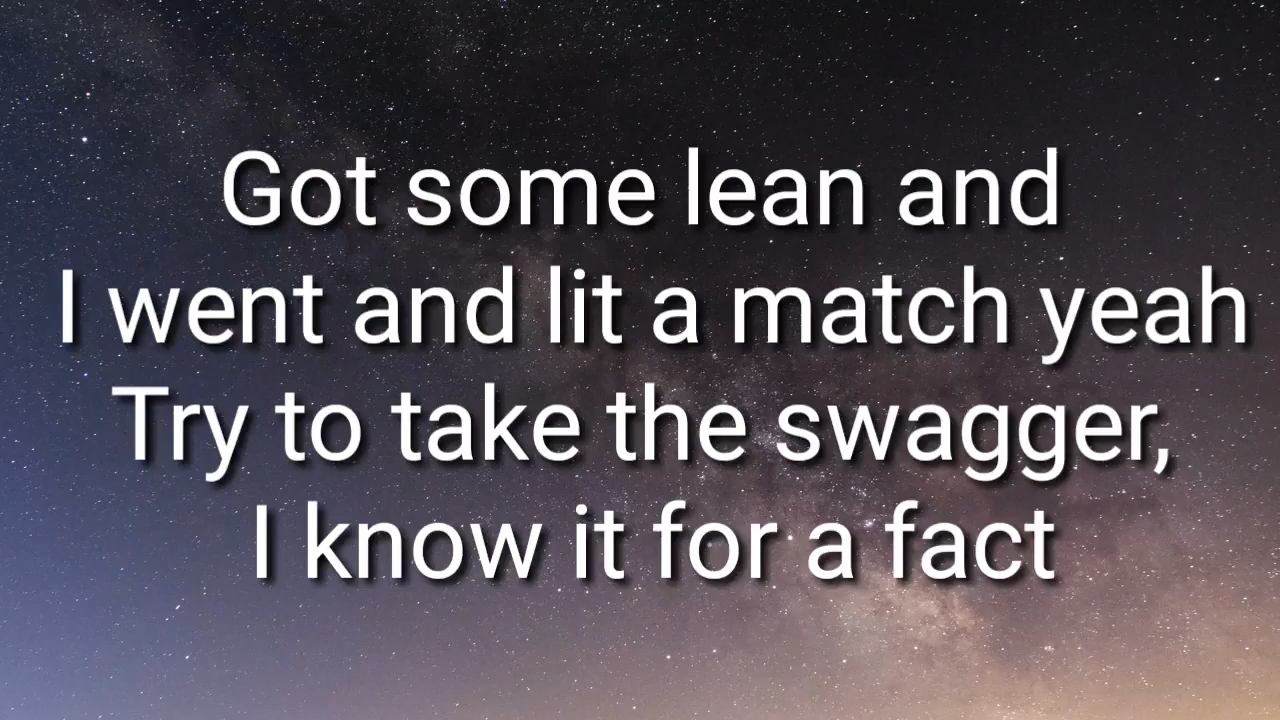 Got some lean and
I went and lit a match yeah
Try to take the swagger,
I know it for a fact